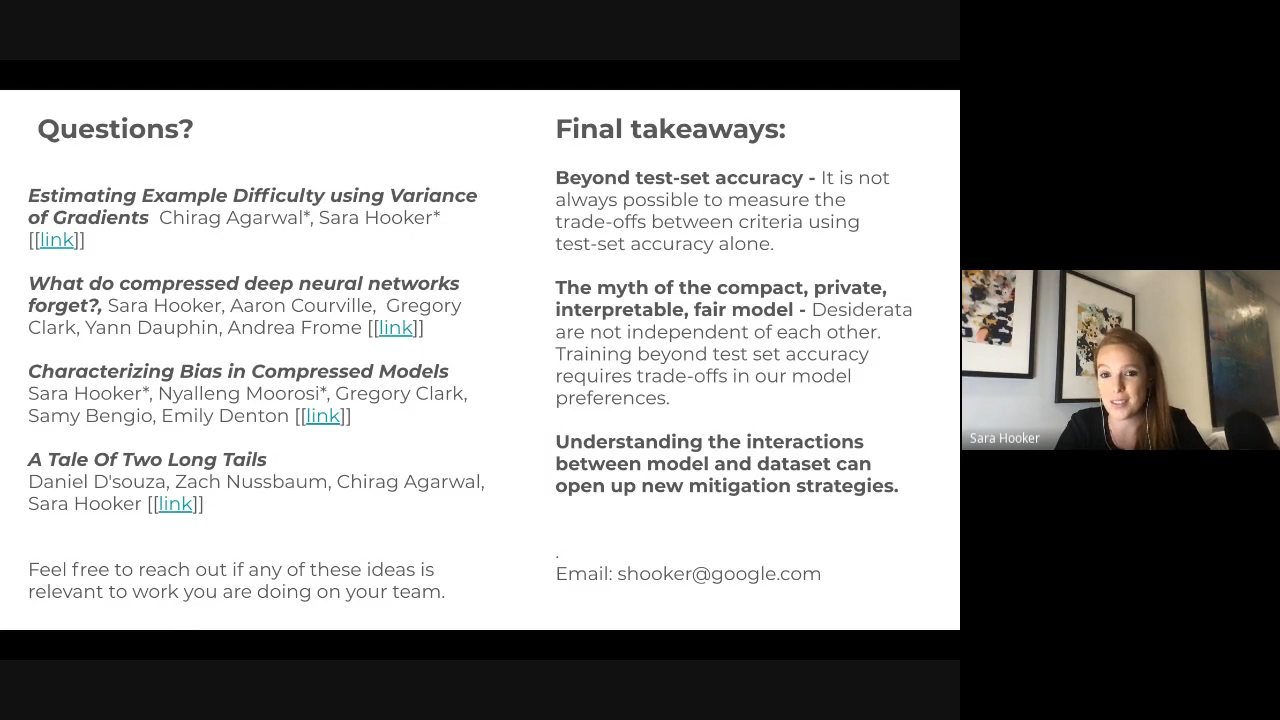 Questions?
Estimating Example Difficulty using Variance
of Gradients Chirag Agarwal*, Sara Hooker*
[[link]]
What do compressed deep neural networks
forget?, Sara Hooker, Aaron Courville, Gregory
Clark, Yann Dauphin, Andrea Frome [[link]]
Characterizing Bias in Compressed Models
Sara Hooker*, Nyalleng Moorosi*, Gregory Clark,
Samy Bengio, Emily Denton [[link]]
A Tale Of Two Long Tails
Daniel D'souza, Zach Nussbaum, Chirag Agarwal,
Sara Hooker [[link]]
Feel free to reach out if any of these ideas is
relevant to work you are doing on your team.
Final takeaways:
Beyond test-set accuracy - It is not
always possible to measure the
trade-offs between criteria using
test-set accuracy alone.
The myth of the compact, private,
interpretable, fair model - Desiderata
are not independent of each other.
Training beyond test set accuracy
requires trade-offs in our model
preferences.
Understanding the interactions
between model and dataset can
open up new mitigation strategies.
.
Email: shooker@google.com
Sara Hooker